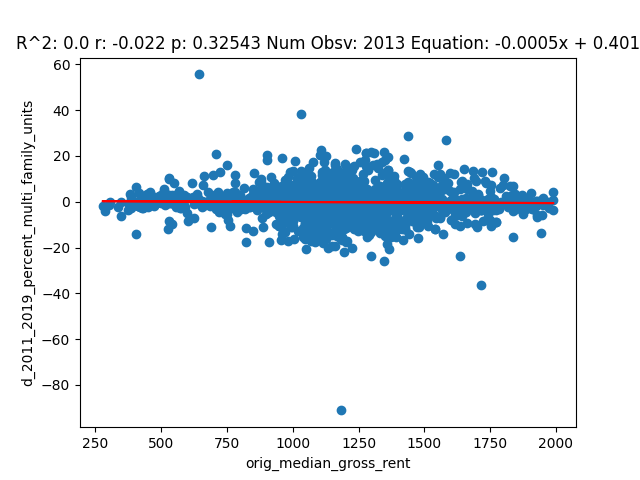 R^2: 0.0 r: -0.022 p: 0.32543 Num Obsv: 2013 Equation: -0.0005x + 0.401
60
40
20
0
−20
−40
−60
−80
d_2011_2019_percent_multi_family_units
250 500 750 1000 1250 1500 1750 2000
orig_median_gross_rent